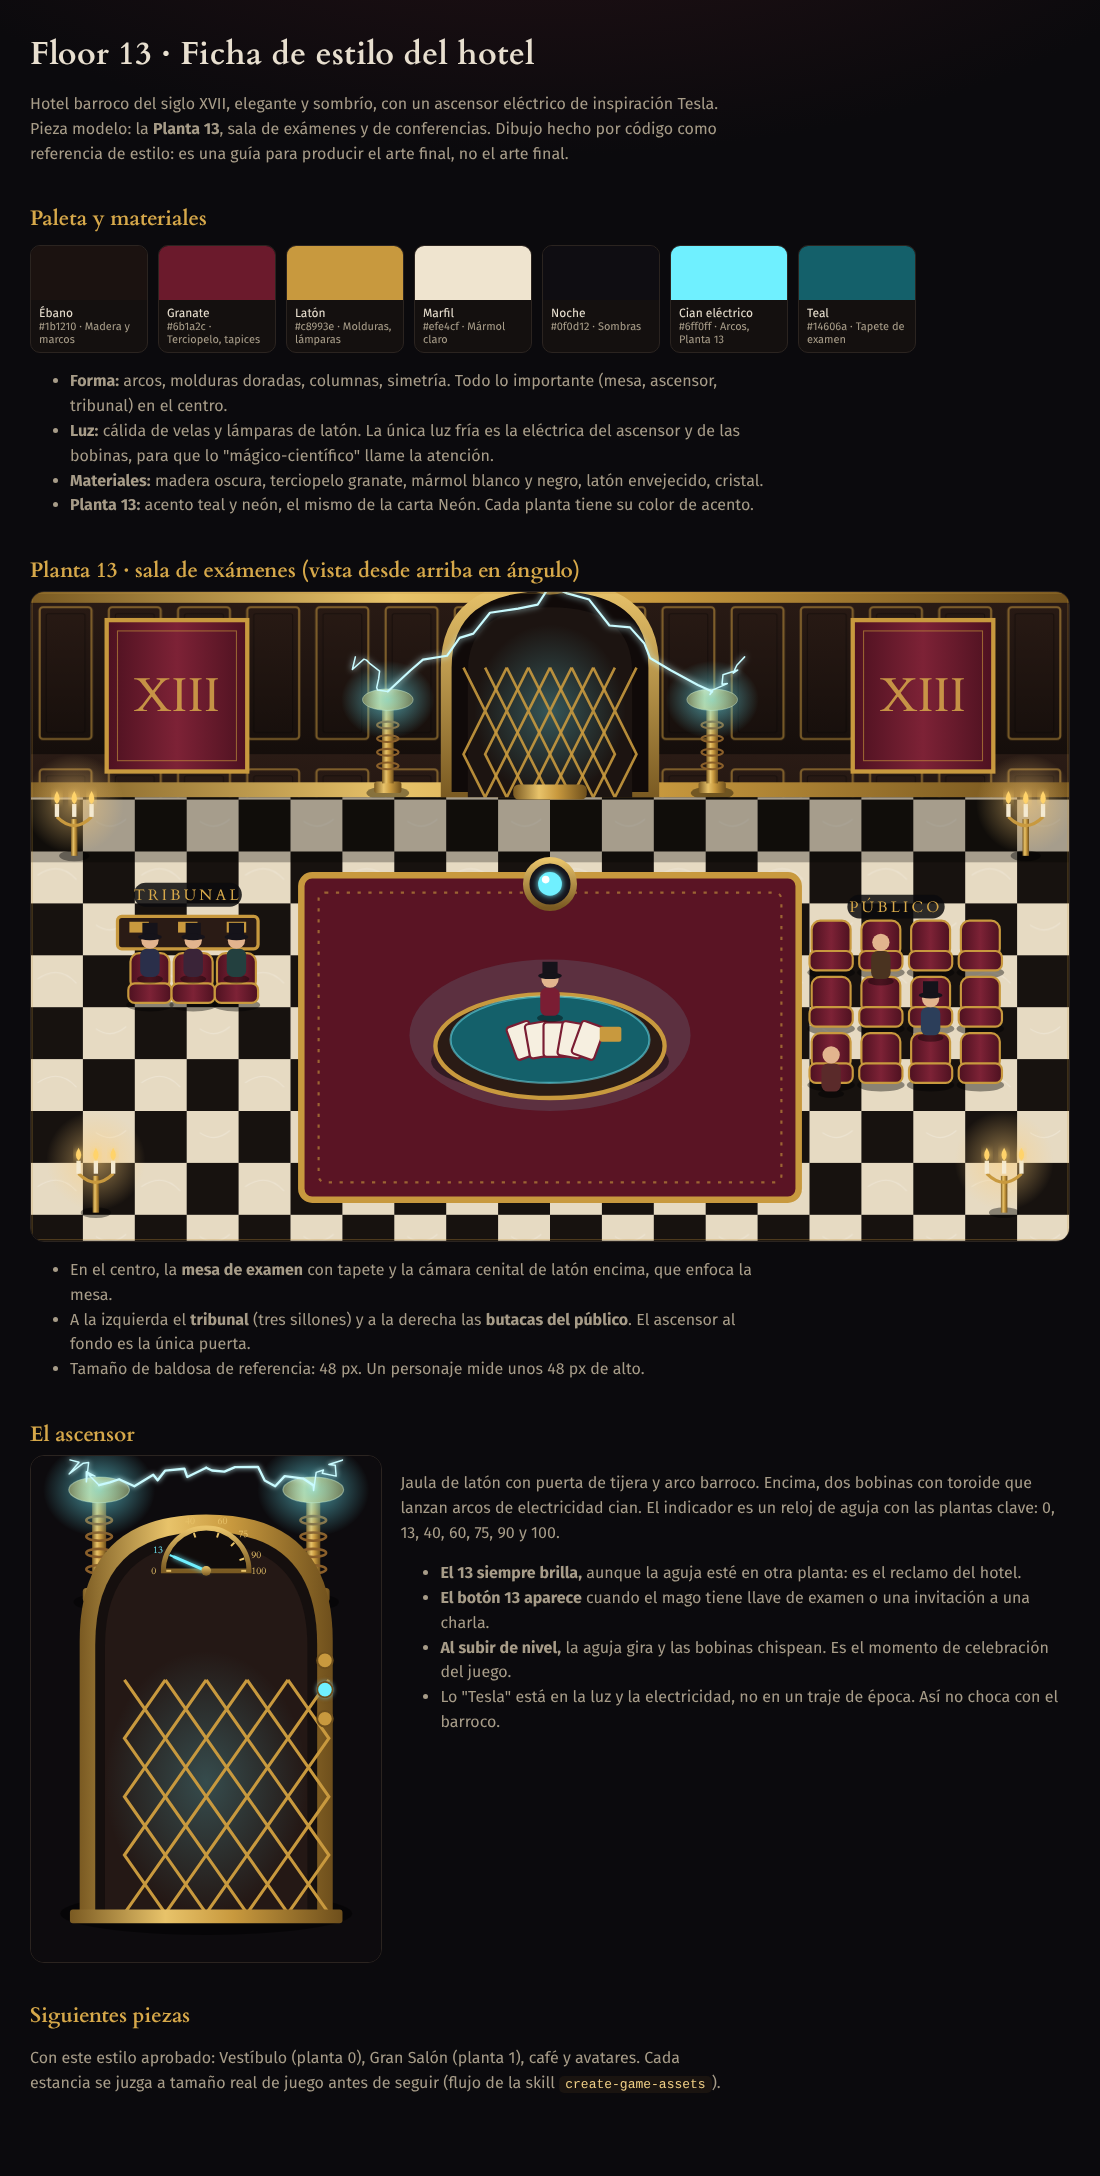 Floor 13 · Ficha de estilo del hotel
Hotel barroco del siglo XVII, elegante y sombrío, con un ascensor eléctrico de inspiración Tesla.
Pieza modelo: la Planta 13, sala de exámenes y de conferencias. Dibujo hecho por código como
referencia de estilo: es una guía para producir el arte final, no el arte final.
Paleta y materiales
Ébano
#1b1210 · Madera y
marcos
Granate
#6b1a2c ·
Terciopelo, tapices
Latón
#c8993e · Molduras,
lámparas
Marfil
#efe4cf · Mármol
claro
Noche
#0f0d12 · Sombras
Cian eléctrico
#6ff0ff · Arcos,
Planta 13
Teal
#14606a · Tapete de
examen
• Forma: arcos, molduras doradas, columnas, simetría. Todo lo importante (mesa, ascensor,
tribunal) en el centro.
• Luz: cálida de velas y lámparas de latón. La única luz fría es la eléctrica del ascensor y de las
bobinas, para que lo "mágico-científico" llame la atención.
• Materiales: madera oscura, terciopelo granate, mármol blanco y negro, latón envejecido, cristal.
• Planta 13: acento teal y neón, el mismo de la carta Neón. Cada planta tiene su color de acento.
Planta 13 · sala de exámenes (vista desde arriba en ángulo)
XIII
XIII
TRIBUNAL
PÚBLICO
• En el centro, la mesa de examen con tapete y la cámara cenital de latón encima, que enfoca la
mesa.
• A la izquierda el tribunal (tres sillones) y a la derecha las butacas del público. El ascensor al
fondo es la única puerta.
• Tamaño de baldosa de referencia: 48 px. Un personaje mide unos 48 px de alto.
El ascensor
0
13
60
75
90
100
Jaula de latón con puerta de tijera y arco barroco. Encima, dos bobinas con toroide que
lanzan arcos de electricidad cian. El indicador es un reloj de aguja con las plantas clave: 0,
13, 40, 60, 75, 90 y 100.
• El 13 siempre brilla, aunque la aguja esté en otra planta: es el reclamo del hotel.
• El botón 13 aparece cuando el mago tiene llave de examen o una invitación a una
charla.
• Al subir de nivel, la aguja gira y las bobinas chispean. Es el momento de celebración
del juego.
• Lo "Tesla" está en la luz y la electricidad, no en un traje de época. Así no choca con el
barroco.
Siguientes piezas
Con este estilo aprobado: Vestíbulo (planta 0), Gran Salón (planta 1), café y avatares. Cada
estancia se juzga a tamaño real de juego antes de seguir (flujo de la skill create-game-assets).